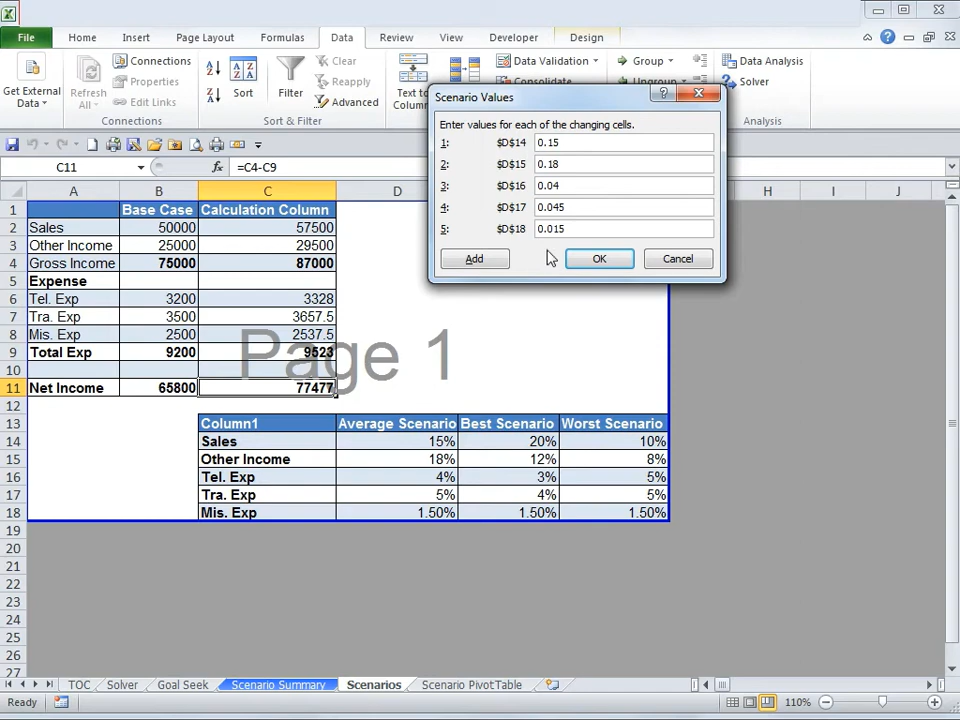 File Home Insert Page Layout Formulas Data Review View Developer Design
Get External Data
Refresh All
Connections
Properties
Edit Links
Connections
Sort
Filter
Clear
Reapply
Advanced
Sort & Filter
Text to
Data Validation
Consolidate
Group
Data Analysis
Solver
Analysis
C11 fx =C4-C9
A B C D H I J
1 Base Case Calculation Column
2 Sales 50000 57500
3 Other Income 25000 29500
4 Gross Income 75000 87000
5 Expense
6 Tel. Exp 3200 3328
7 Tra. Exp 3500 3657.5
8 Mis. Exp 2500 2537.5
9 Total Exp 9200 9523
10
11 Net Income 65800 77477
12
13 Column1 Average Scenario Best Scenario Worst Scenario
14 Sales 15% 20% 10%
15 Other Income 18% 12% 8%
16 Tel. Exp 4% 3% 5%
17 Tra. Exp 5% 4% 5%
18 Mis. Exp 1.50% 1.50% 1.50%
19
20
21
22
23
24
25
26
27
Page 1
Scenario Values
Enter values for each of the changing cells.
1: $D$14 0.15
2: $D$15 0.18
3: $D$16 0.04
4: $D$17 0.045
5: $D$18 0.015
Add OK Cancel
TOC Solver Goal Seek Scenario Summary Scenarios Scenario PivotTable
Ready 110%